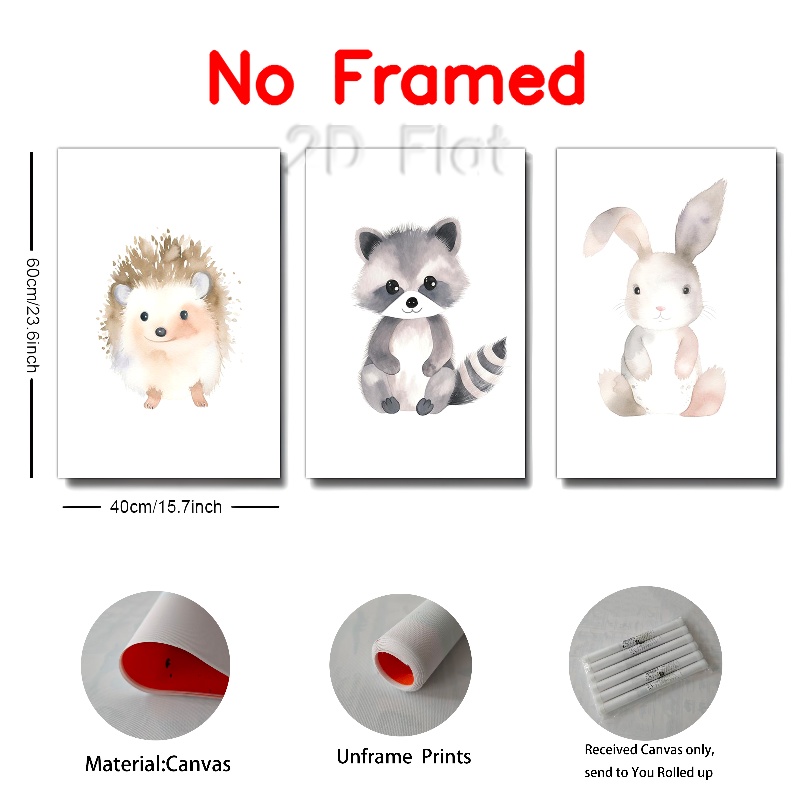 No Framed
2D Flat
60cm/23.6inch
40cm/15.7inch
Material:Canvas
Unframe Prints
Received Canvas only,
send to You Rolled up